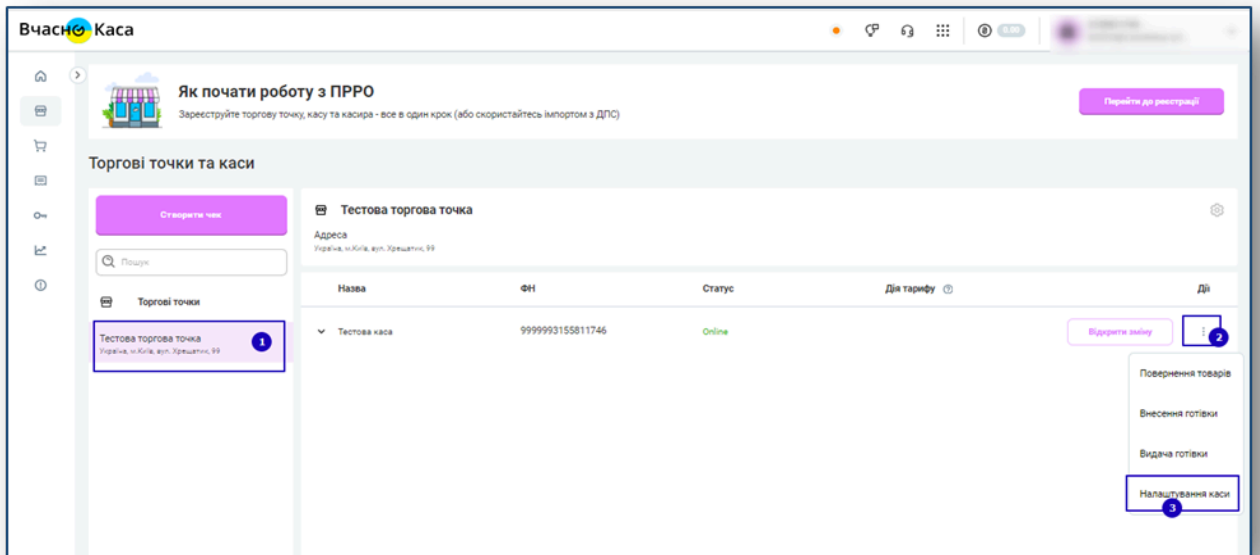 Вчасно Каса
0.00
Як почати роботу з ПРРО
Зареєструйте торгову точку, касу та касира - все в один крок (або скористайтесь імпортом з ДПС)
Перейти до реєстрації
Торгові точки та каси
Створити чек
Пошук
Торгові точки
Тестова торгова точка
Україна, м.Київ, вул. Хрещатик, 99
1
Тестова торгова точка
Адреса
Україна, м.Київ, вул. Хрещатик, 99
Назва ФН Статус Дія тарифу Дії
Тестова каса 9999993155811746 Online Відкрити зміну
2
Повернення товарів
Внесення готівки
Видача готівки
Налаштування каси
3